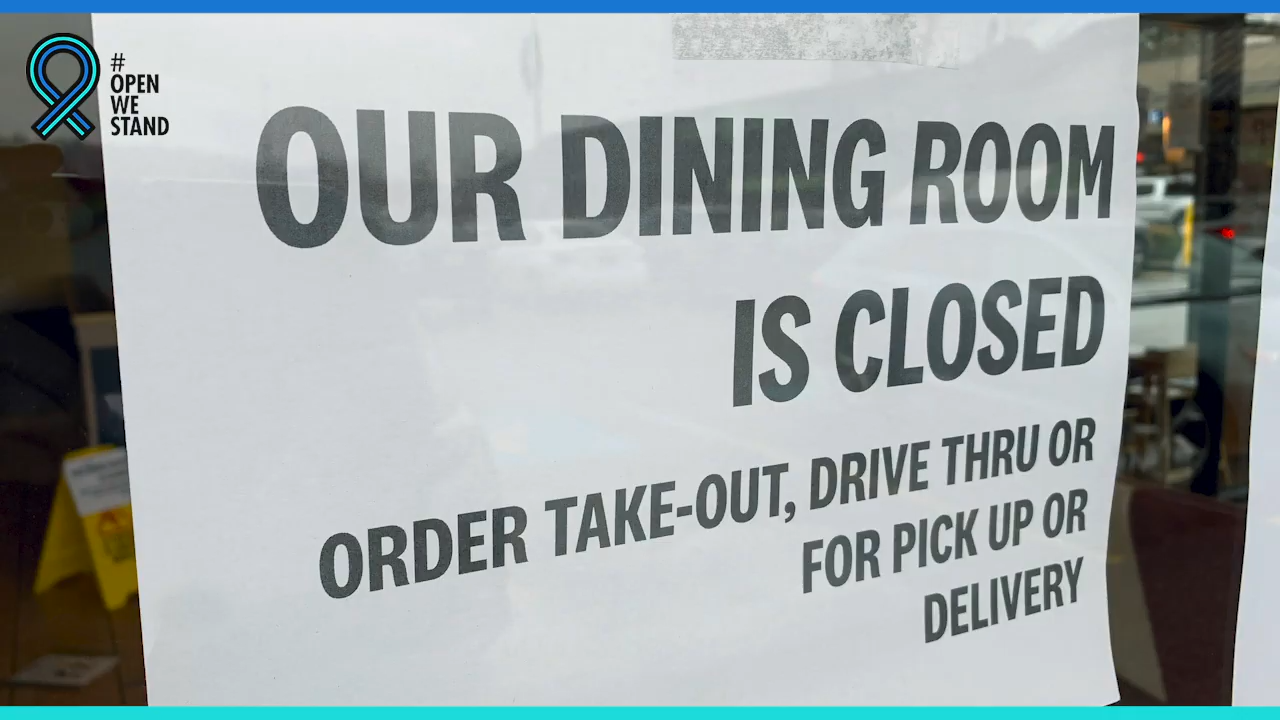 #
OPEN
WE
STAND
OUR DINING ROOM
IS CLOSED
ORDER TAKE-OUT, DRIVE THRU OR
FOR PICK UP OR
DELIVERY